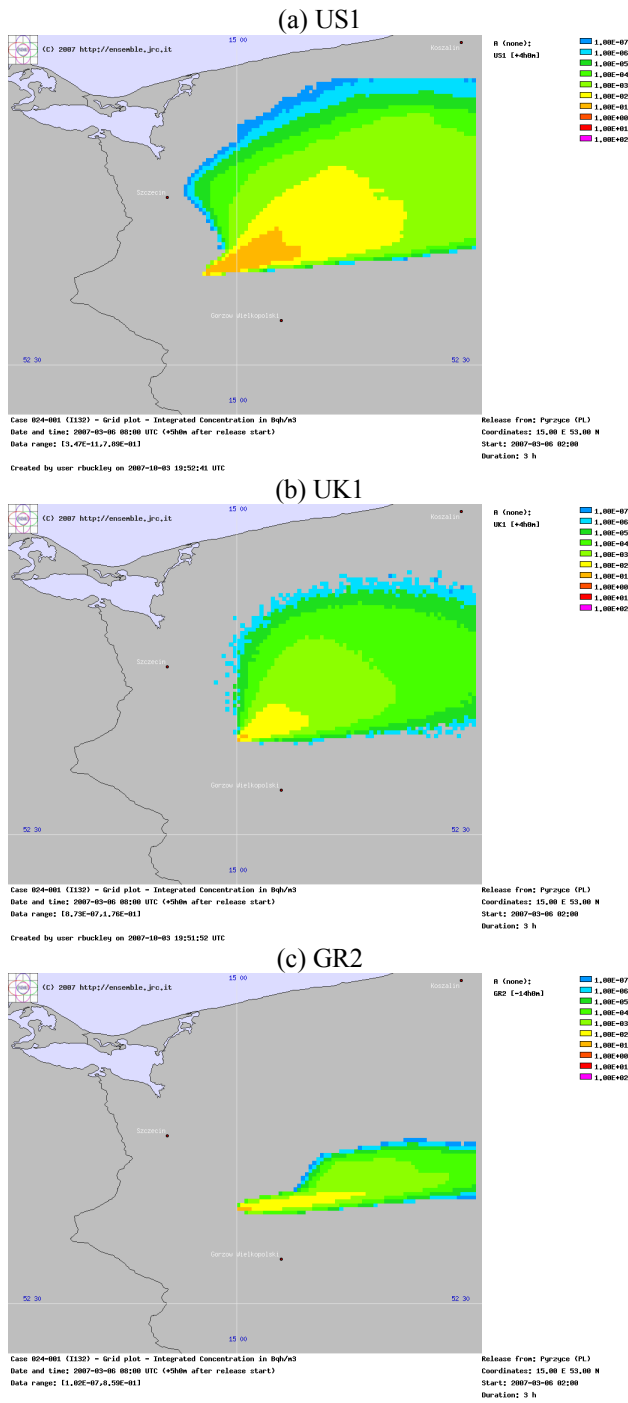 (a) US1
(C) 2007 http://ensemble.jrc.it
15 00
Koszalin
A (none):
US1 [+4h0m]
1.00E-07
1.00E-06
1.00E-05
1.00E-04
1.00E-03
1.00E-02
1.00E-01
1.00E+00
1.00E+01
1.00E+02
Szczecin
Gorzow Wielkopolski
52 30
52 30
15 00
Case 024-001 (I132) - Grid plot - Integrated Concentration in Bqh/m3
Date and time: 2007-03-06 08:00 UTC (+5h0m after release start)
Data range: [3.47E-11,7.89E-01]
Created by user rbuckley on 2007-10-03 19:52:41 UTC
Release from: Pyrzyce (PL)
Coordinates: 15.00 E 53.00 N
Start: 2007-03-06 02:00
Duration: 3 h
(b) UK1
(C) 2007 http://ensemble.jrc.it
15 00
Koszalin
A (none):
UK1 [+4h0m]
1.00E-07
1.00E-06
1.00E-05
1.00E-04
1.00E-03
1.00E-02
1.00E-01
1.00E+00
1.00E+01
1.00E+02
Szczecin
Gorzow Wielkopolski
52 30
52 30
15 00
Case 024-001 (I132) - Grid plot - Integrated Concentration in Bqh/m3
Date and time: 2007-03-06 08:00 UTC (+5h0m after release start)
Data range: [8.73E-07,1.76E-01]
Created by user rbuckley on 2007-10-03 19:51:52 UTC
Release from: Pyrzyce (PL)
Coordinates: 15.00 E 53.00 N
Start: 2007-03-06 02:00
Duration: 3 h
(c) GR2
(C) 2007 http://ensemble.jrc.it
15 00
Koszalin
A (none):
GR2 [-14h0m]
1.00E-07
1.00E-06
1.00E-05
1.00E-04
1.00E-03
1.00E-02
1.00E-01
1.00E+00
1.00E+01
1.00E+02
Szczecin
Gorzow Wielkopolski
52 30
52 30
15 00
Case 024-001 (I132) - Grid plot - Integrated Concentration in Bqh/m3
Date and time: 2007-03-06 08:00 UTC (+5h0m after release start)
Data range: [1.02E-07,8.59E-01]
Release from: Pyrzyce (PL)
Coordinates: 15.00 E 53.00 N
Start: 2007-03-06 02:00
Duration: 3 h